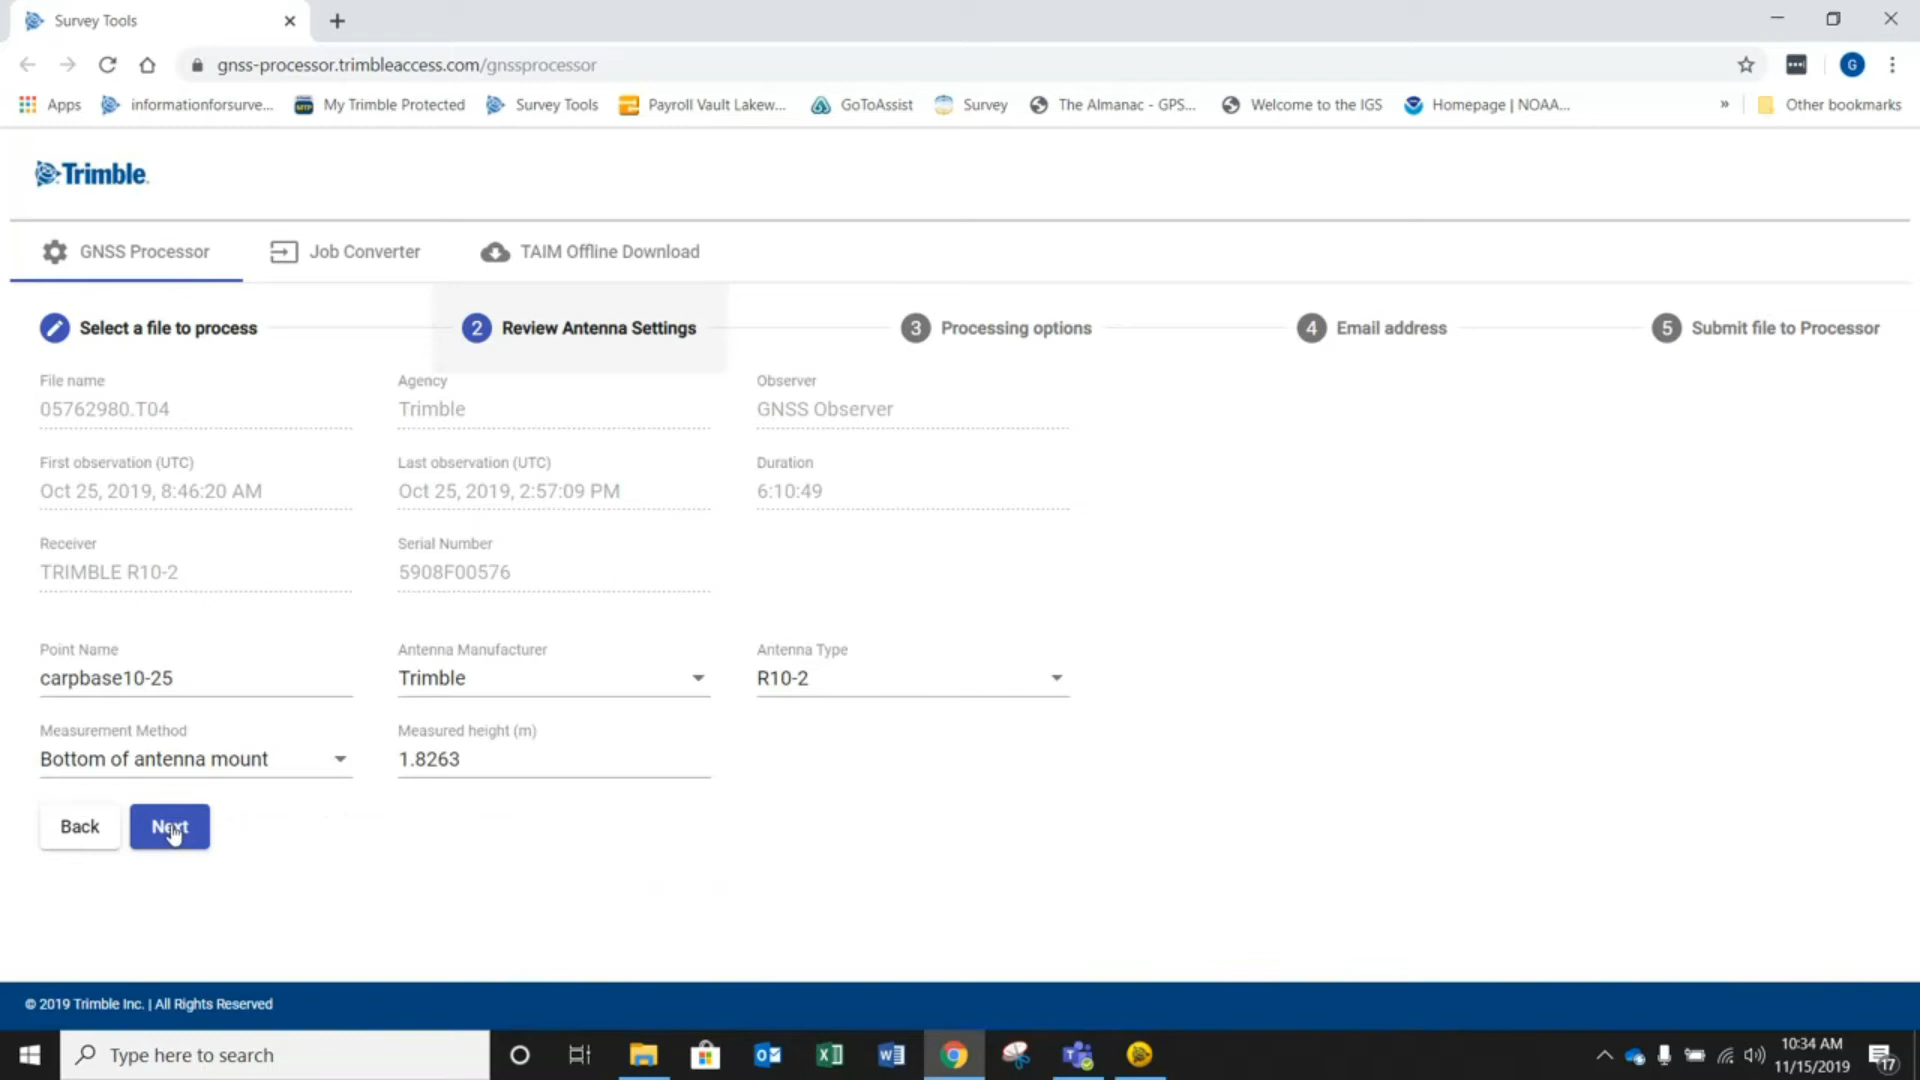 Survey Tools
gnss-processor.trimbleaccess.com/gnssprocessor
G
Apps informationforsurve... My Trimble Protected Survey Tools Payroll Vault Lakew... GoToAssist Survey The Almanac - GPS... Welcome to the IGS Homepage | NOAA... » Other bookmarks
Trimble.
GNSS Processor Job Converter TAIM Offline Download
Select a file to process 2 Review Antenna Settings 3 Processing options 4 Email address 5 Submit file to Processor
File name Agency Observer
05762980.T04 Trimble GNSS Observer
First observation (UTC) Last observation (UTC) Duration
Oct 25, 2019, 8:46:20 AM Oct 25, 2019, 2:57:09 PM 6:10:49
Receiver Serial Number
TRIMBLE R10-2 5908F00576
Point Name Antenna Manufacturer Antenna Type
carpbase10-25 Trimble R10-2
Measurement Method Measured height (m)
Bottom of antenna mount 1.8263
Back Next
© 2019 Trimble Inc. | All Rights Reserved
Type here to search
10:34 AM
11/15/2019
17